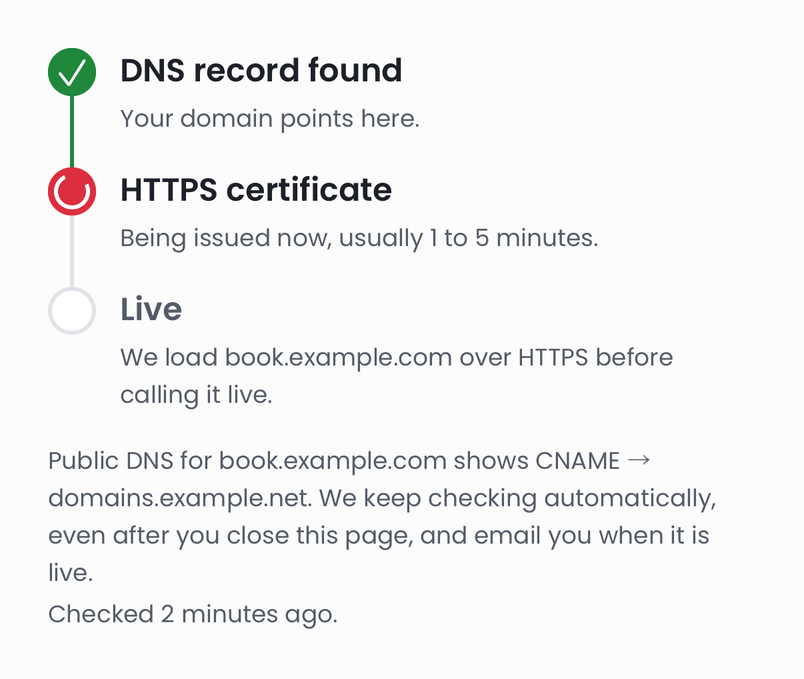 DNS record found
Your domain points here.
HTTPS certificate
Being issued now, usually 1 to 5 minutes.
Live
We load book.example.com over HTTPS before
calling it live.
Public DNS for book.example.com shows CNAME →
domains.example.net. We keep checking automatically,
even after you close this page, and email you when it is
live.
Checked 2 minutes ago.